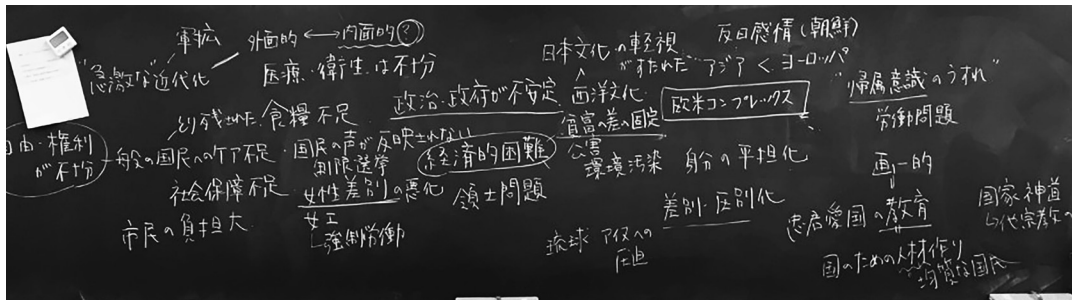 軍拡
"急激な"近代化
外面的 ←→ 内面的(?)
医療・衛生は不十分
とり残された 食糧不足
自由・権利が不十分
一般の国民へのケア不足
社会保障不足
市民の負担大
政治・政府が不安定
・国民の声が反映されない
制限選挙
経済的困難
女性差別の悪化
女工
└強制労働
領土問題
日本文化の軽視
がすたれた
∧
西洋文化
反日感情(朝鮮)
アジア < ヨーロッパ
欧米コンプレックス
貧富の差の固定
公害
環境汚染
身分の平担化
差別・区別化
琉球 アイヌへの
圧迫
"帰属意識のうすれ"
労働問題
画一的
忠君愛国の教育
国のための人材作り
均質な国民
国家神道